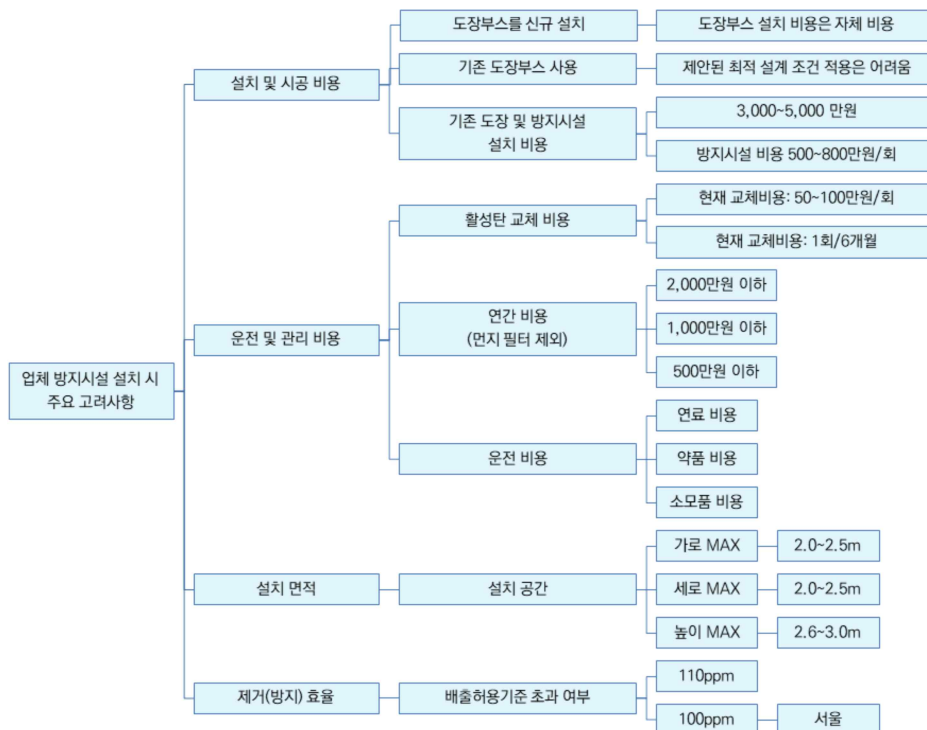 도장부스를 신규 설치
도장부스 설치 비용은 자체 비용
설치 및 시공 비용
기존 도장부스 사용
제안된 최적 설계 조건 적용은 어려움
기존 도장 및 방지시설
설치 비용
3,000~5,000 만원
방지시설 비용 500~800만원/회
활성탄 교체 비용
현재 교체비용: 50~100만원/회
현재 교체비용: 1회/6개월
운전 및 관리 비용
연간 비용
(먼지 필터 제외)
2,000만원 이하
1,000만원 이하
500만원 이하
업체 방지시설 설치 시
주요 고려사항
운전 비용
연료 비용
약품 비용
소모품 비용
설치 면적
설치 공간
가로 MAX
2.0~2.5m
세로 MAX
2.0~2.5m
높이 MAX
2.6~3.0m
제거(방지) 효율
배출허용기준 초과 여부
110ppm
100ppm
서울